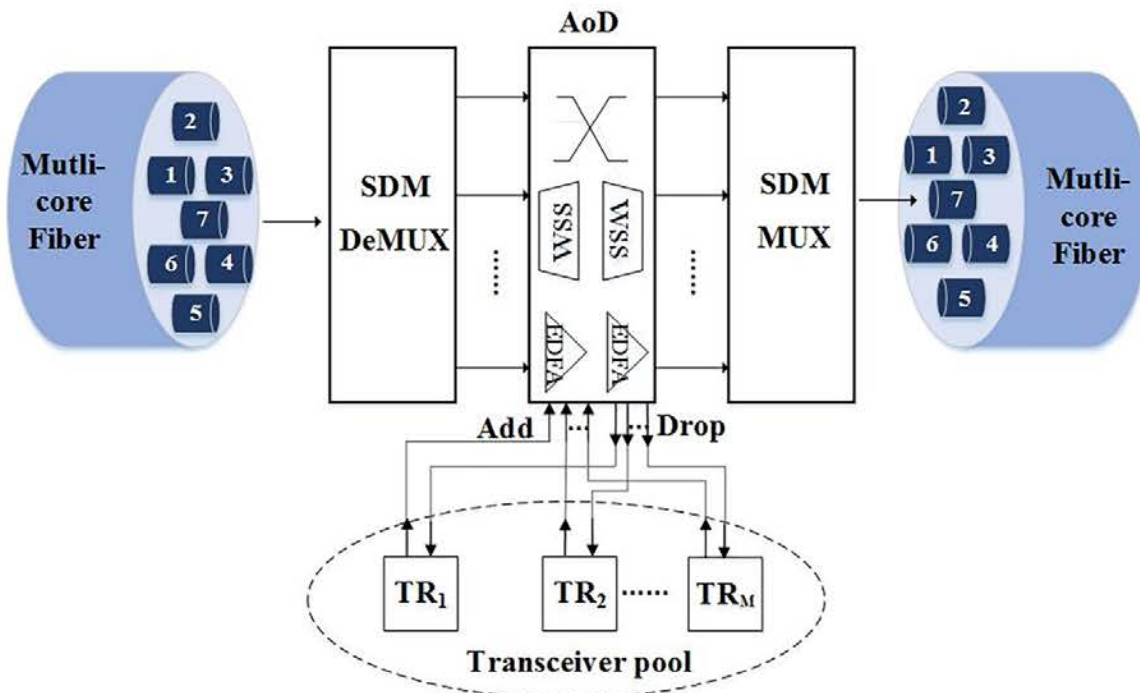 AoD
Mutli-
core
Fiber
2
1
3
7
6
4
5
SDM
DeMUX
......
SSA
WSS
EDFA
EDFA
......
SDM
MUX
2
1
3
7
6
4
5
Mutli-
core
Fiber
Add
...
... Drop
TR1
TR2
......
TRM
Transceiver pool